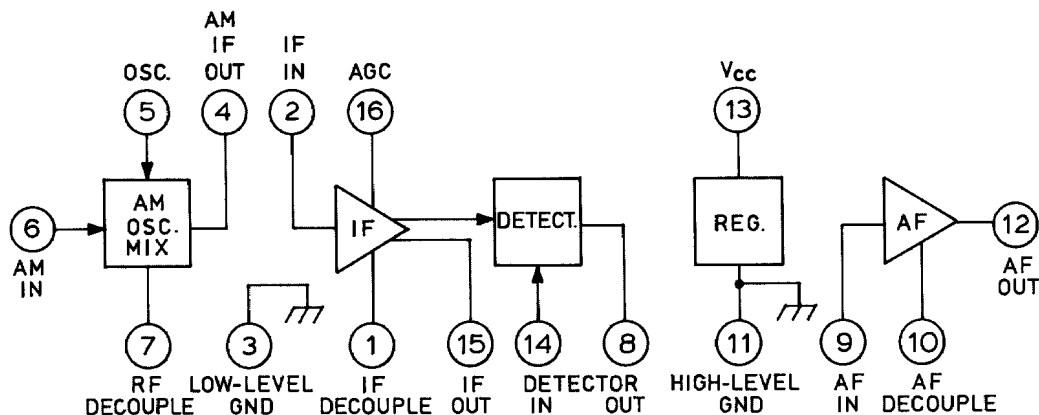 AM
IF
OUT
IF
IN
OSC.
AGC
Vcc
5
4
2
16
13
AM
OSC.
MIX
IF
DETECT.
REG.
AF
6
12
AM
IN
AF
OUT
7
3
1
15
14
8
11
9
10
RF
DECOUPLE
LOW-LEVEL
GND
IF
DECOUPLE
IF
OUT
DETECTOR
IN OUT
HIGH-LEVEL
GND
AF
IN
AF
DECOUPLE